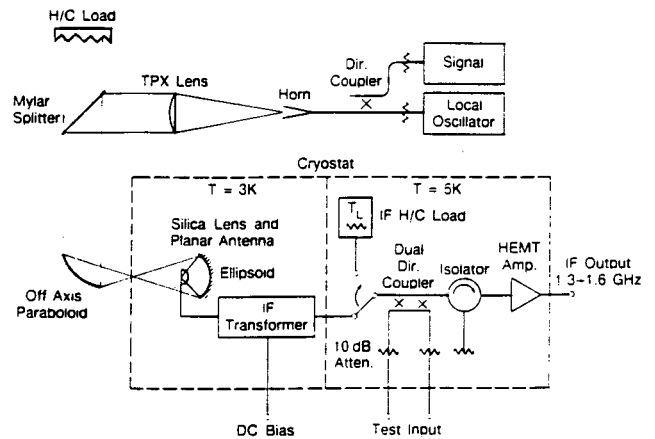 H/C Load
TPX Lens
Mylar
Splitter
Horn
Dir.
Coupler
Signal
Local
Oscillator
Cryostat
T = 3K
T = 5K
Silica Lens and
Planar Antenna
Ellipsoid
Off Axis
Paraboloid
IF
Transformer
T_L
IF H/C Load
Dual
Dir.
Coupler
Isolator
HEMT
Amp.
IF Output
1.3–1.6 GHz
10 dB
Atten.
DC Bias
Test Input